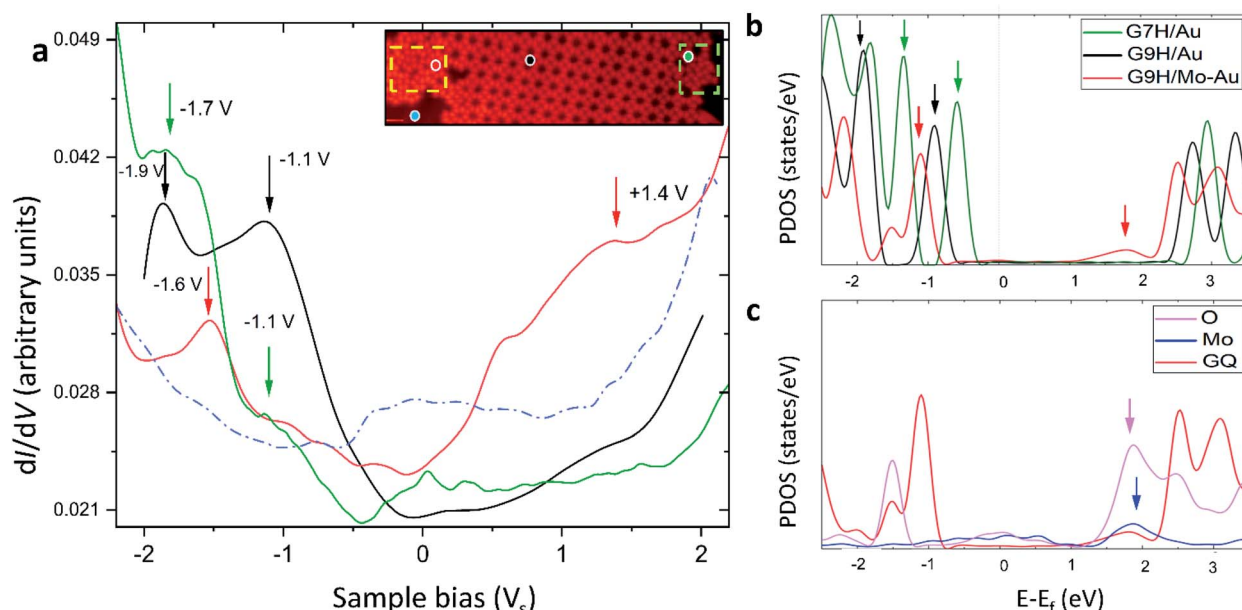 a
0.049
0.042
0.035
0.028
0.021
dI/dV (arbitrary units)
-1.7 V
-1.9 V
-1.1 V
-1.6 V
-1.1 V
+1.4 V
-2
-1
0
1
2
Sample bias (Vs)
b
G7H/Au
G9H/Au
G9H/Mo-Au
PDOS (states/eV)
-2
-1
0
1
2
3
c
O
Mo
GQ
PDOS (states/eV)
-2
-1
0
1
2
3
E-Ef (eV)